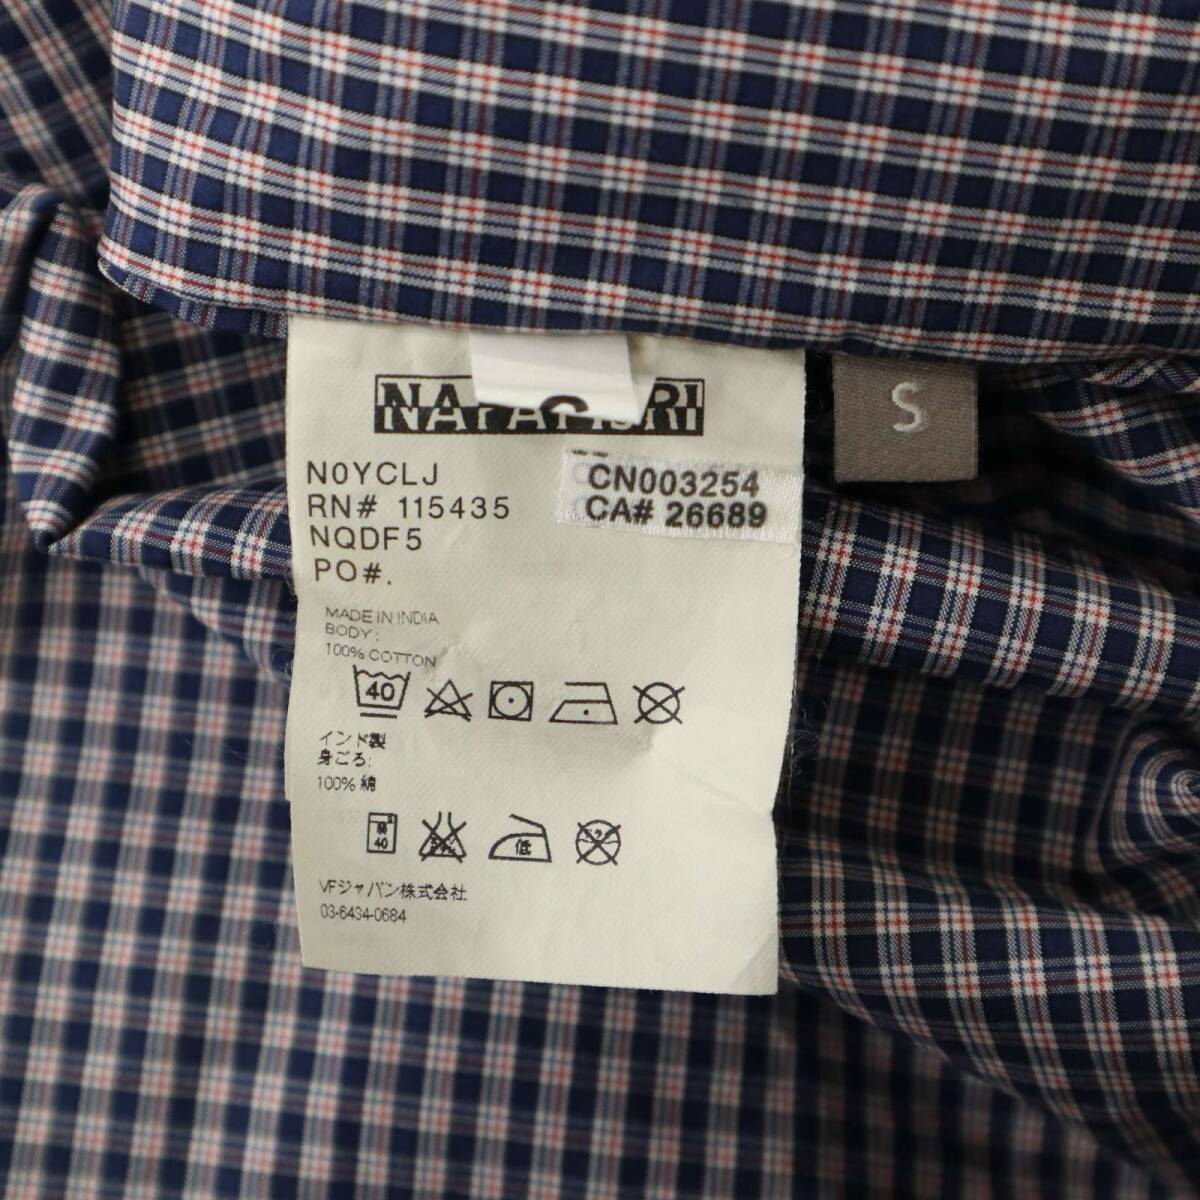 S
N0YCLJ
RN# 115435
NQDF5
PO#.
CN003254
CA# 26689
MADE IN INDIA
BODY:
100% COTTON
40
インド製
身ごろ:
100% 綿
40
低
VFジャパン株式会社
03-6434-0684